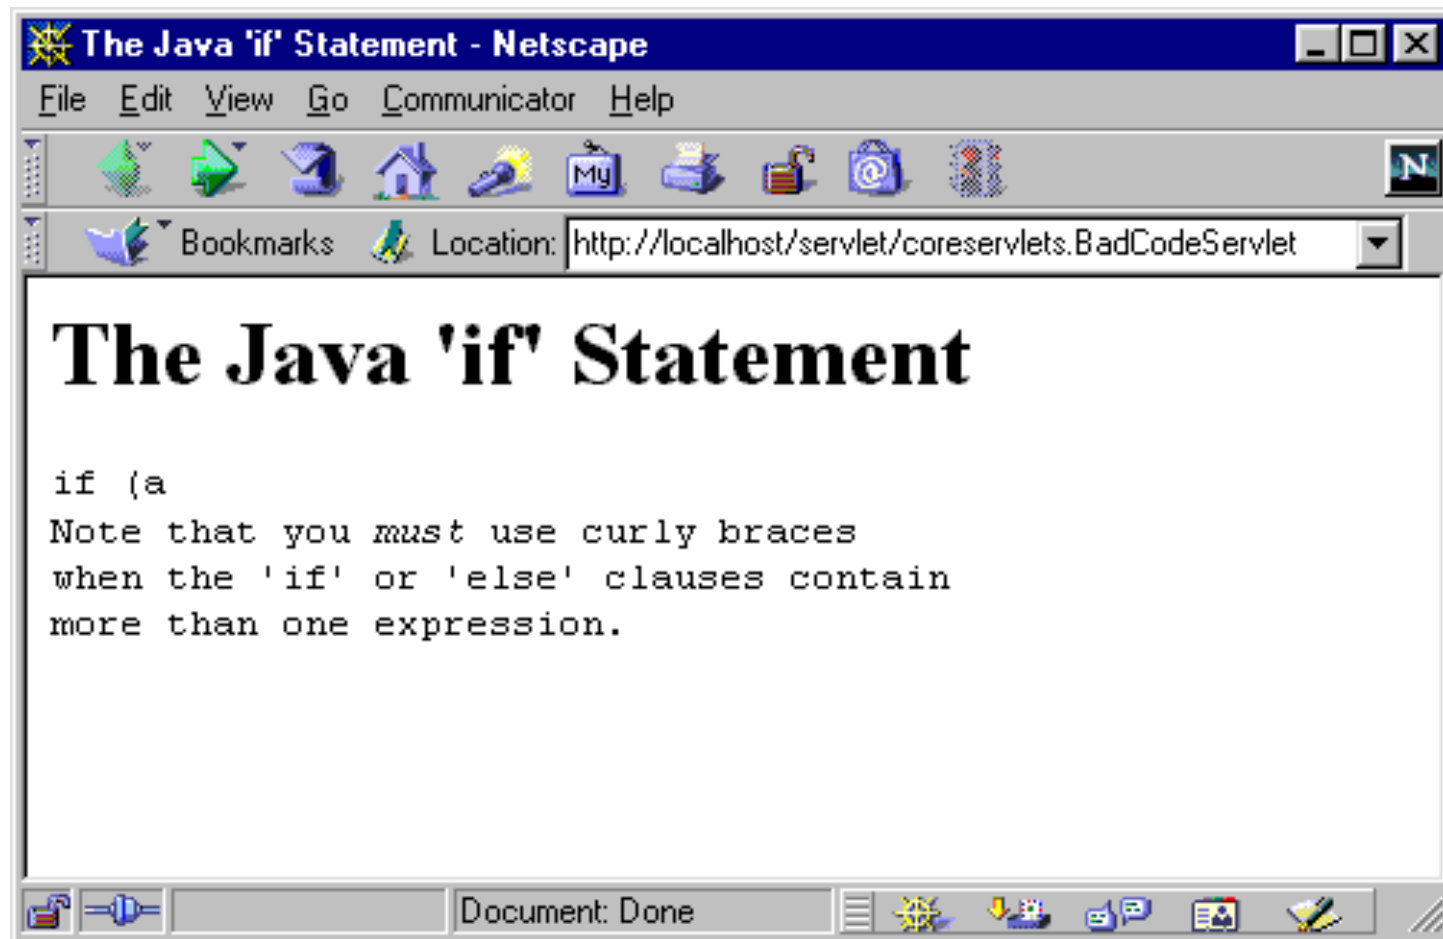 The Java 'if' Statement - Netscape
File Edit View Go Communicator Help
My
N
Bookmarks Location: http://localhost/servlet/coreservlets.BadCodeServlet
The Java 'if' Statement
if (a
Note that you must use curly braces
when the 'if' or 'else' clauses contain
more than one expression.
Document: Done